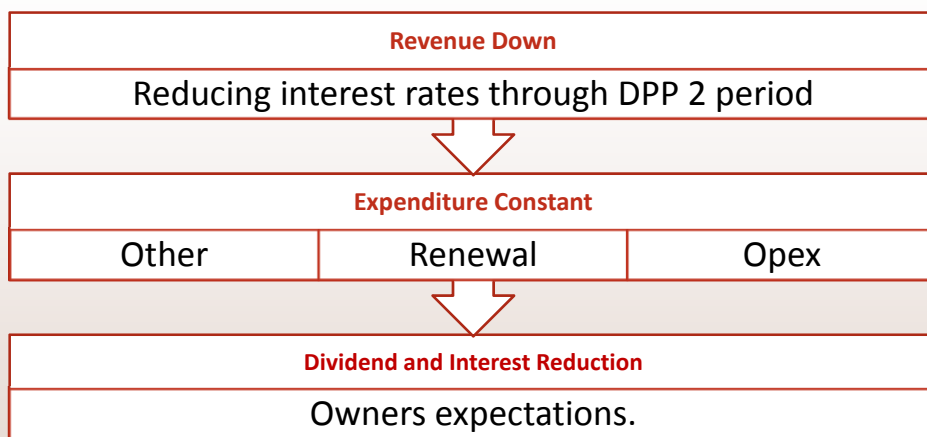 Revenue Down
Reducing interest rates through DPP 2 period
Expenditure Constant
Other Renewal Opex
Dividend and Interest Reduction
Owners expectations.